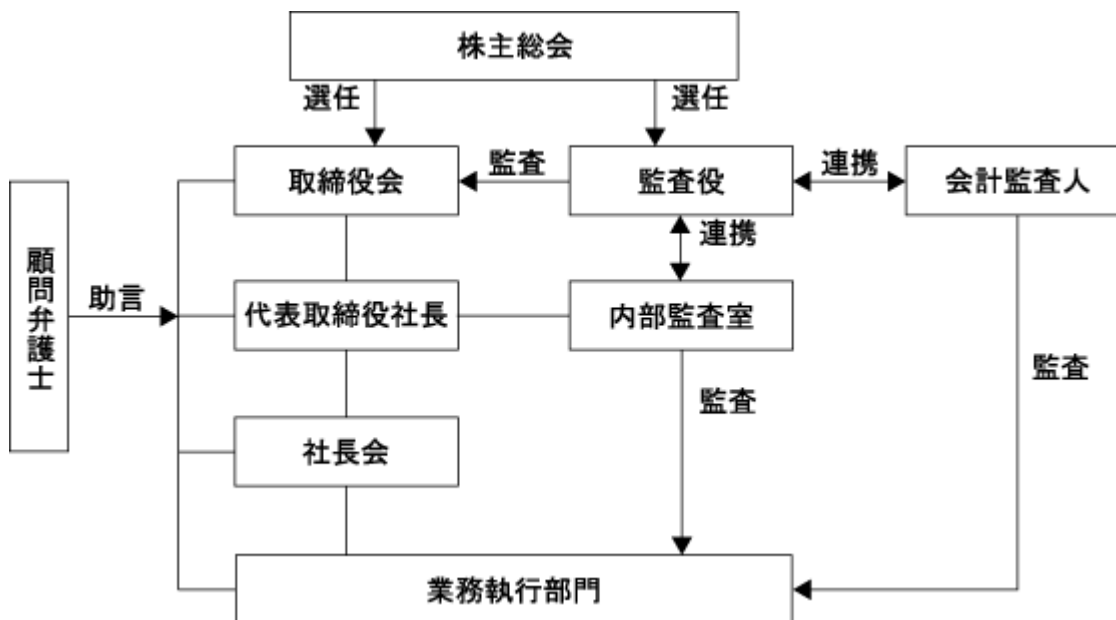 株主総会
選任
選任
取締役会
監査
監査役
連携
会計監査人
連携
顧問弁護士
助言
代表取締役社長
内部監査室
監査
監査
社長会
業務執行部門